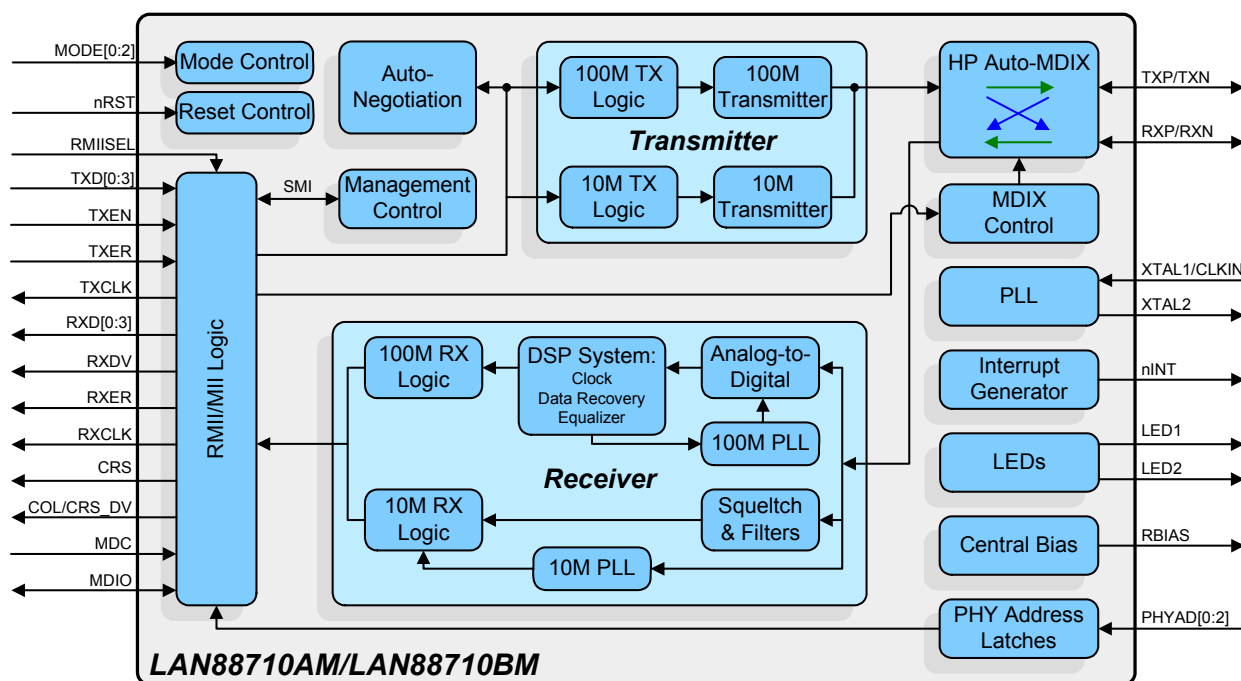 MODE[0:2]
nRST
RMIISEL
TXD[0:3]
TXEN
TXER
TXCLK
RXD[0:3]
RXDV
RXER
RXCLK
CRS
COL/CRS_DV
MDC
MDIO
Mode Control
Reset Control
RMII/MII Logic
SMI
Auto-
Negotiation
Management
Control
100M TX
Logic
100M
Transmitter
Transmitter
10M TX
Logic
10M
Transmitter
HP Auto-MDIX
MDIX
Control
PLL
Interrupt
Generator
LEDs
Central Bias
PHY Address
Latches
100M RX
Logic
DSP System:
Clock
Data Recovery
Equalizer
Analog-to-
Digital
100M PLL
Receiver
10M RX
Logic
Squeltch
& Filters
10M PLL
TXP/TXN
RXP/RXN
XTAL1/CLKIN
XTAL2
nINT
LED1
LED2
RBIAS
PHYAD[0:2]
LAN88710AM/LAN88710BM